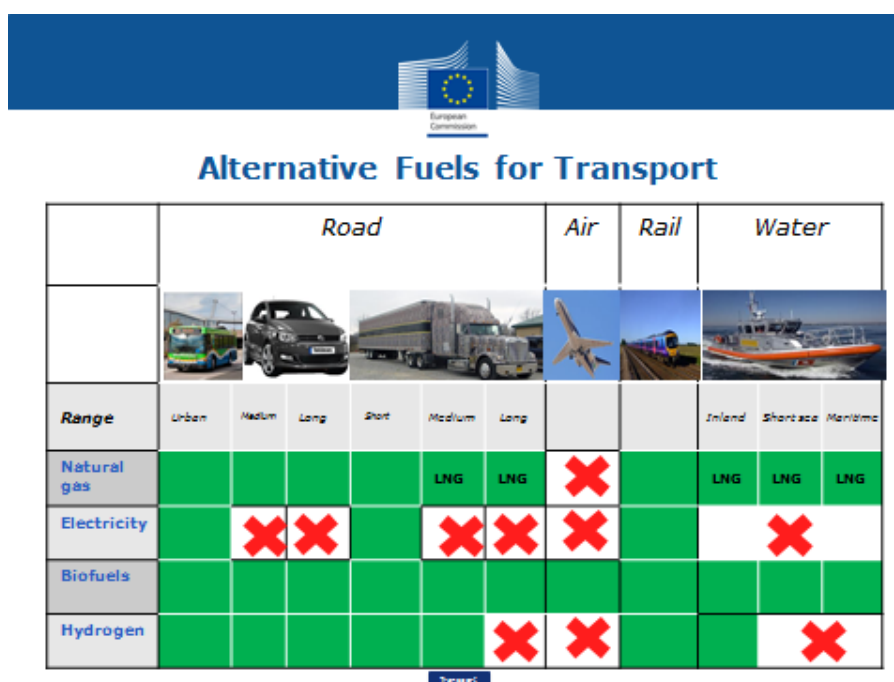 European
Commission
Alternative Fuels for Transport
Road Air Rail Water
Range Urban Medium Long Short Medium Long Inland Short sea Maritime
Natural
gas
LNG LNG LNG LNG LNG
Electricity
Biofuels
Hydrogen
Transport